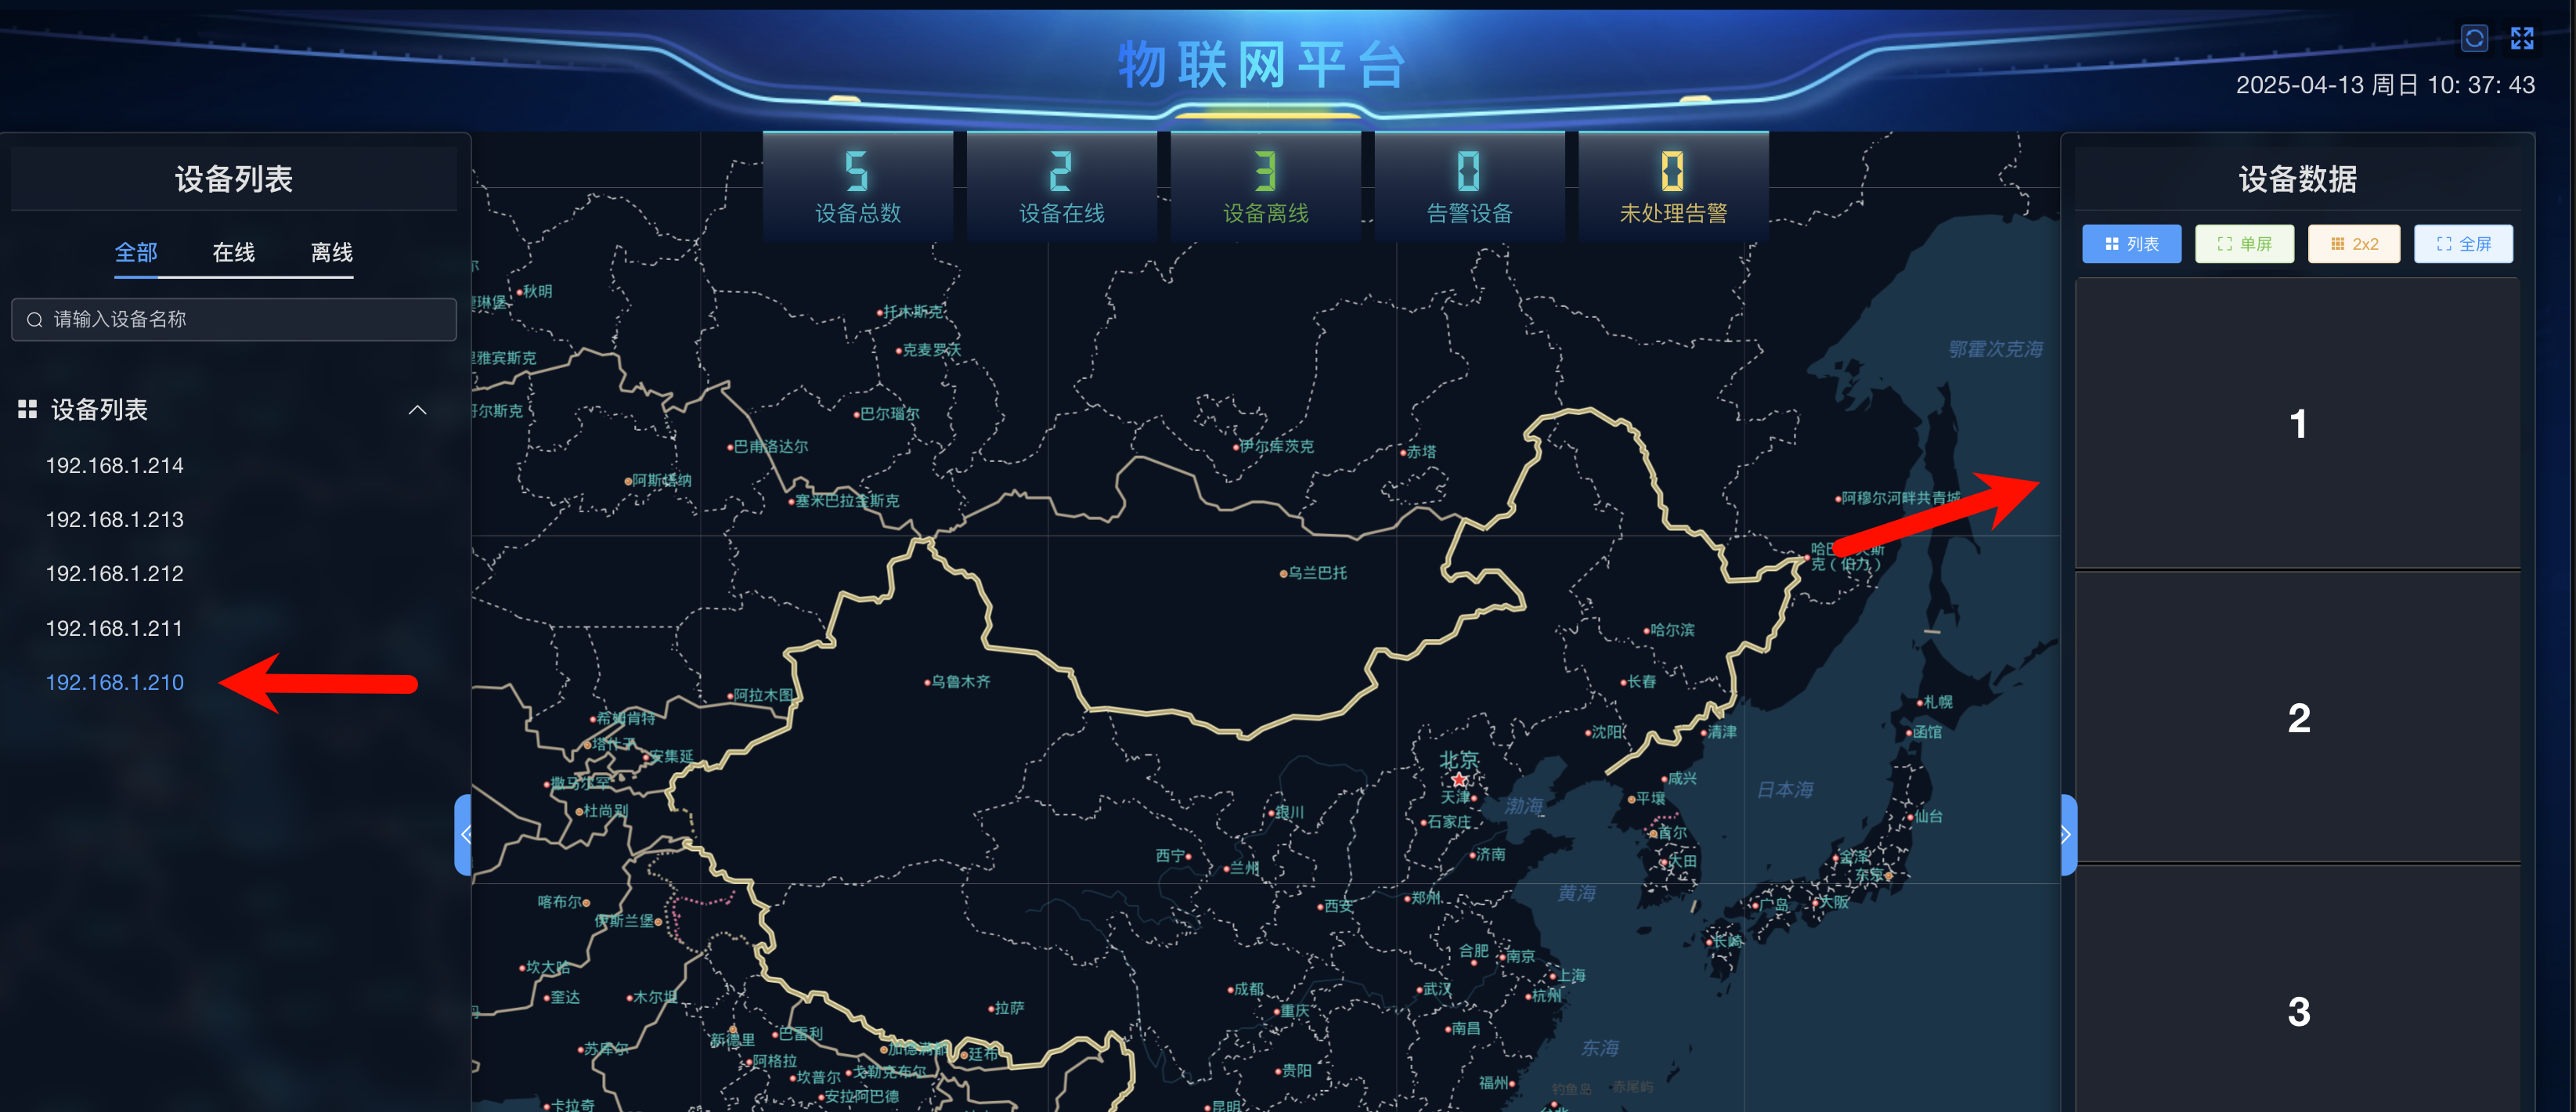 物联网平台
2025-04-13 周日 10: 37: 43
设备列表
全部 在线 离线
请输入设备名称
设备列表
192.168.1.214
192.168.1.213
192.168.1.212
192.168.1.211
192.168.1.210
5 设备总数
2 设备在线
3 设备离线
0 告警设备
0 未处理告警
设备数据
列表 单屏 2x2 全屏
1
2
3
秋明
托木斯克
克麦罗沃
鄂霍次克海
巴尔瑙尔
巴甫洛达尔
伊尔库茨克
赤塔
阿斯塔纳
塞米巴拉金斯克
阿穆尔河畔共青城
乌兰巴托
克（伯力）
哈尔滨
乌鲁木齐
长春
阿拉木图
札幌
希姆肯特
沈阳
清津
函馆
安集延
北京
咸兴
撒马尔罕
天津
渤海
平壤
日本海
杜尚别
银川
石家庄
仙台
首尔
西宁
兰州
济南
大田
金泽
东京
喀布尔
西安
郑州
黄海
广岛
大阪
伊斯兰堡
合肥
南京
长崎
坎大哈
上海
奎达
木尔坦
成都
武汉
杭州
拉萨
重庆
新德里
巴雷利
南昌
苏库尔
加德满都
廷布
东海
阿格拉
坎普尔
戈勒克布尔
贵阳
福州
钓鱼岛
赤尾屿
安拉阿巴德
卡拉奇
昆明